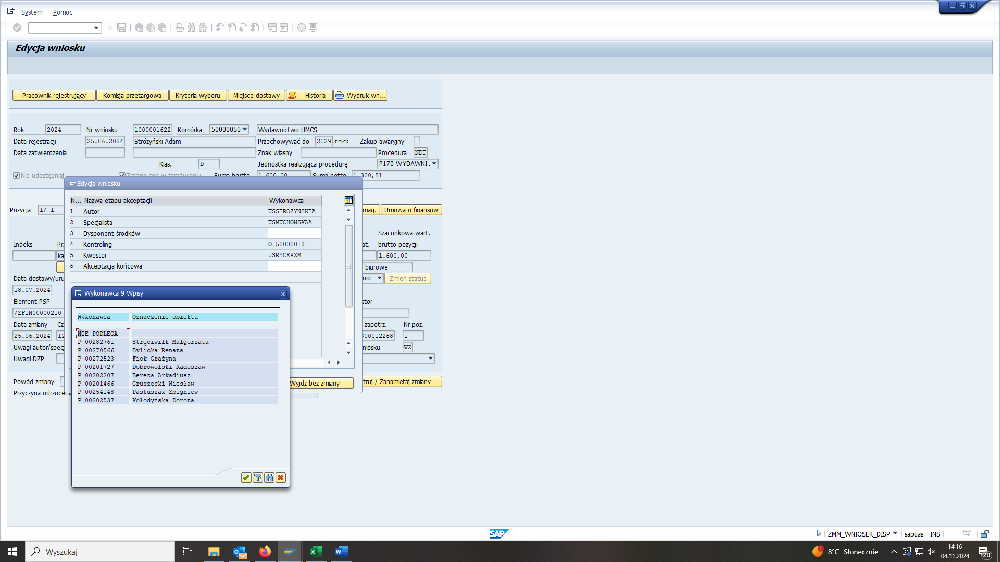 System Pomoc
Edycja wniosku
Pracownik rejestrujący Komisja przetargowa Kryteria wyboru Miejsce dostawy Historia Wydruk wn...
Rok 2024 Nr wniosku 1000001622 Komórka 50000050 Wydawnictwo UMCS
Data rejestracji 25.06.2024 Stróżyński Adam Przechowywać do 2029 roku Zakup awaryjny
Data zatwierdzenia Znak własny Procedura NDT
Klas. D Jednostka realizująca procedurę P170 WYDAWNI..
Nie udostępniaj Zmiana cen w zamówieniu Suma brutto 1.600,00 Suma netto 1.300,81
Edycja wniosku
N... Nazwa etapu akceptacji Wykonawca
1 Autor USSTROZYNSKIA
2 Specjalista USMUCHOWSKAA
3 Dysponent środków
4 Kontroling O 50000013
5 Kwestor USRYCERZM
6 Akceptacja końcowa
Wyjdz bez zmiany
Pozycja 1/ 1 mag. Umowa o finansow
Szacunkowa wart.
Indeks Prz at. brutto pozycji
ka 1.600,00
biurowe
Data dostawy/uru nio... Zmień status
18.07.2024
Element PSP stor
/ZFIN00000210
Data zmiany Cz zapotrz. Nr poz.
25.06.2024 12 00012268 1
Uwagi autor/specj niosku WZ
Uwagi DZP
Powód zmiany truj / Zapamiętaj zmiany
Przyczyna odrzucenia
Wykonawca 9 Wpisy
Wykonawca Oznaczenie obiektu
NIE PODLEGA
P 00282761 Stręciwilk Małgorzata
P 00270566 Bylicka Renata
P 00272523 Fiok Grażyna
P 00201727 Dobrowolski Radosław
P 00202207 Bereza Arkadiusz
P 00201466 Gruszecki Wiesław
P 00254148 Pastuszak Zbigniew
P 00202537 Kołodyńska Dorota
SAP ZMM_WNIOSEK_DISP sapqas INS
Wyszukaj 1 8°C Słonecznie 14:16
04.11.2024 20